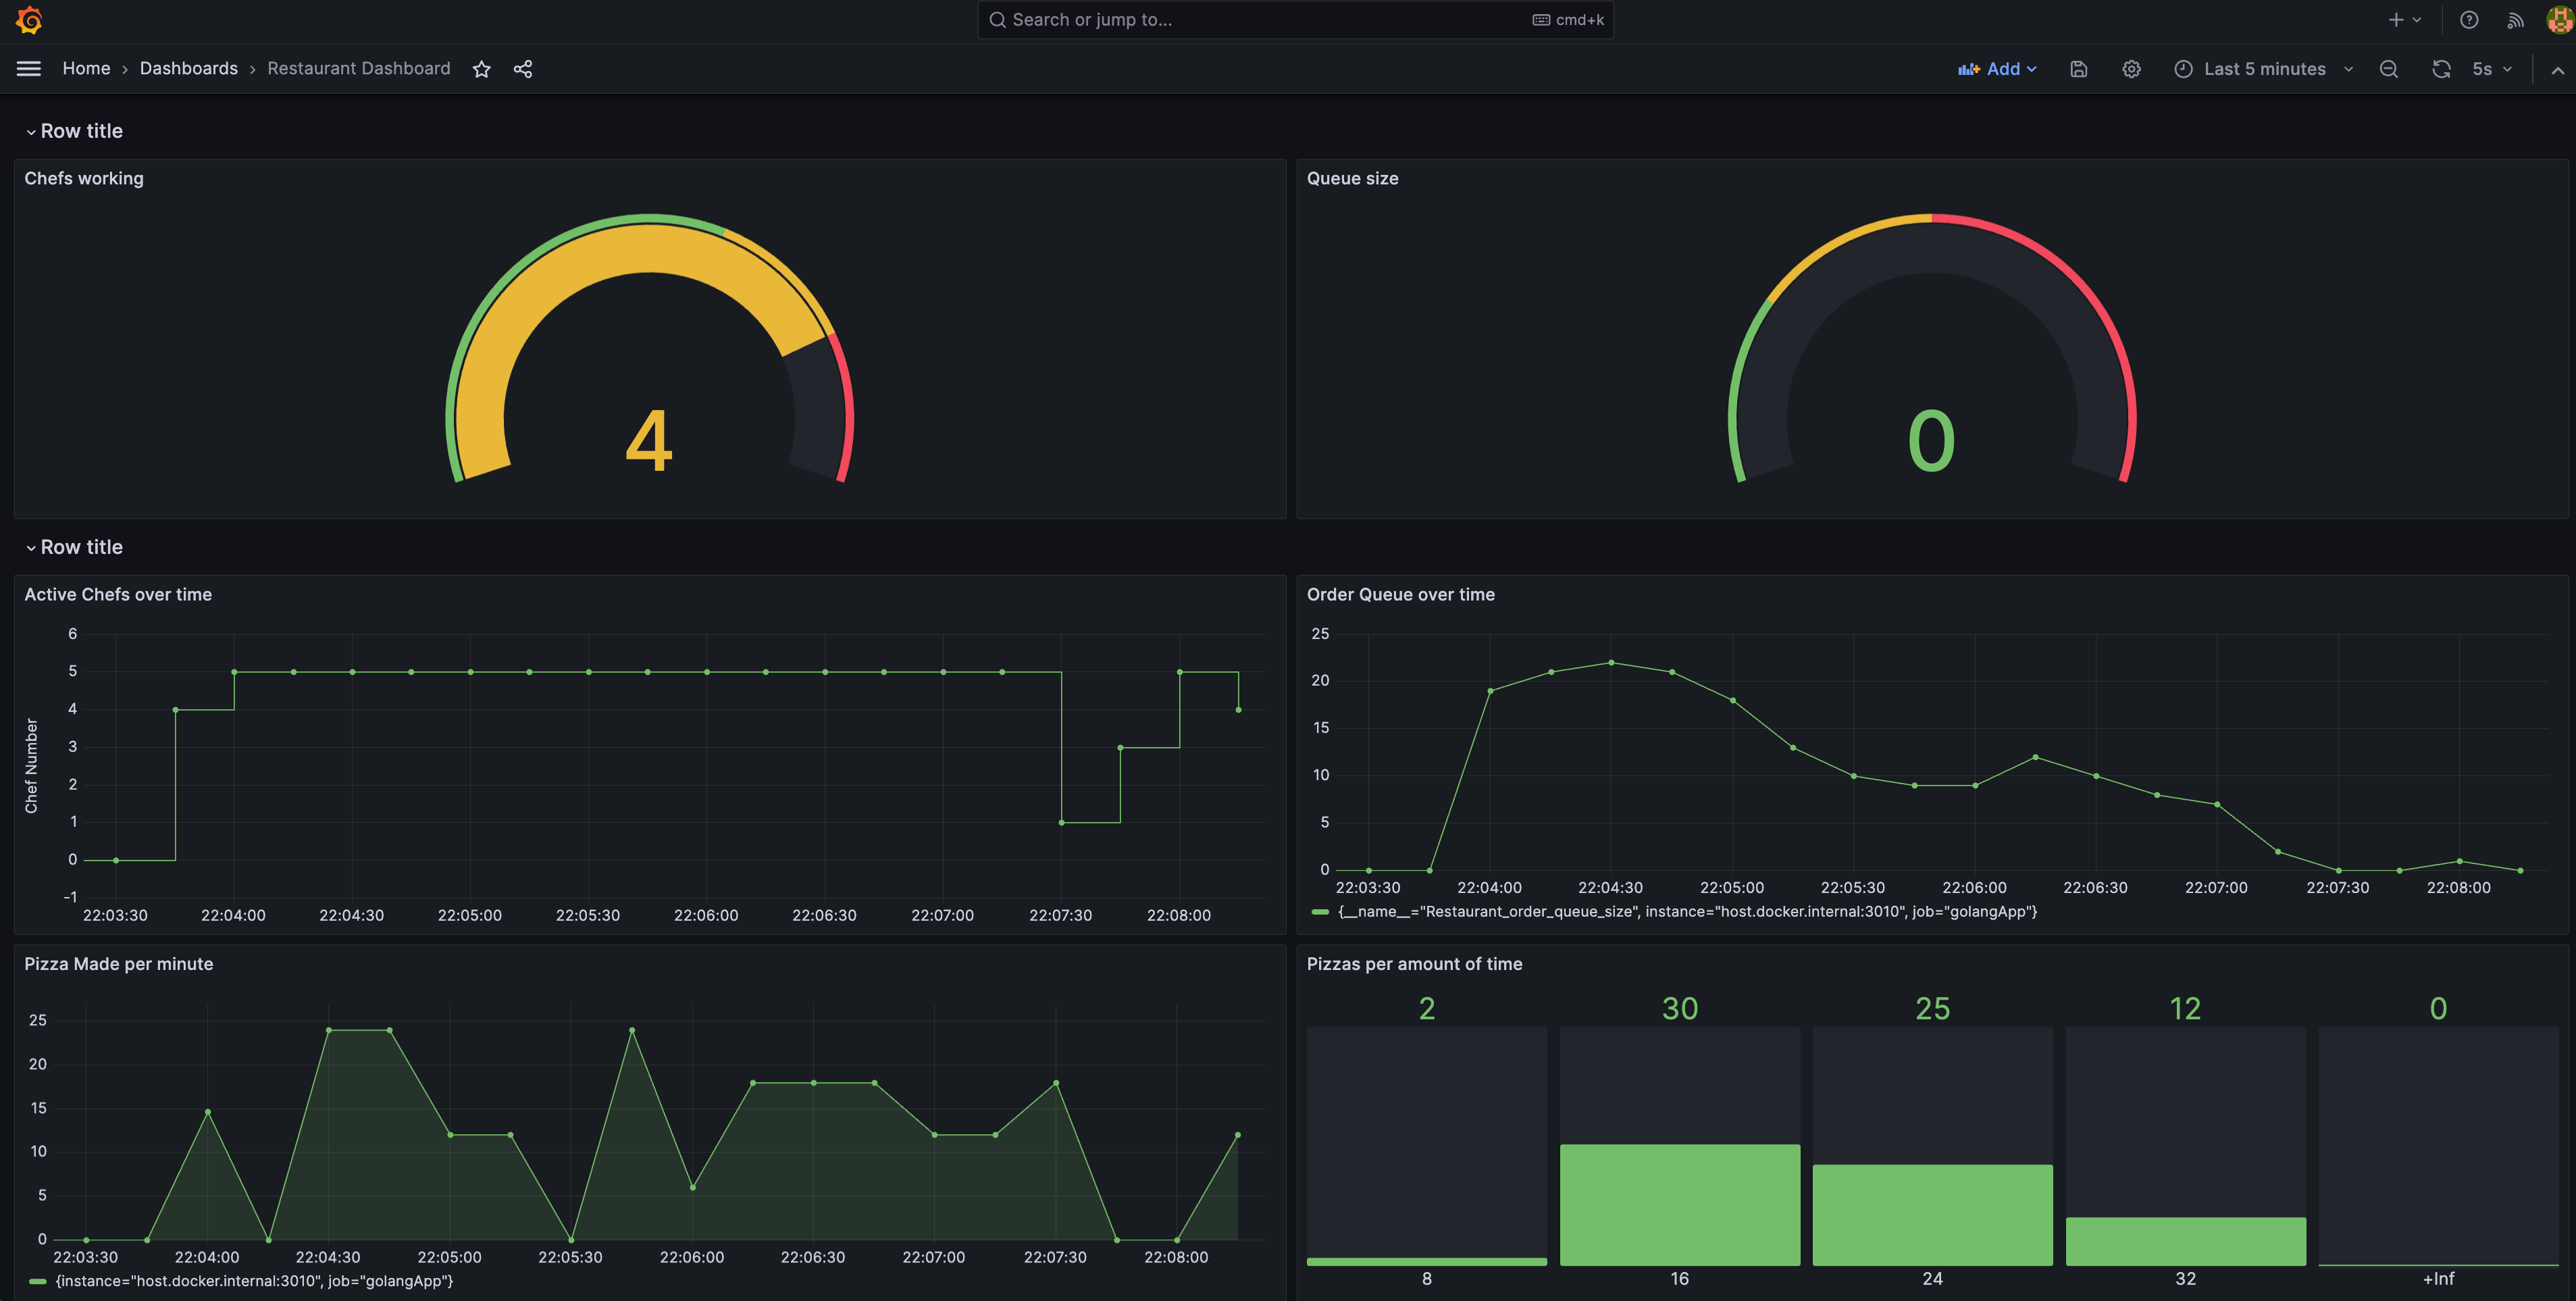 Search or jump to... cmd+k
Home › Dashboards › Restaurant Dashboard
Add Last 5 minutes 5s
Row title
Chefs working
4
Queue size
0
Row title
Active Chefs over time
Chef Number
6
5
4
3
2
1
0
-1
22:03:30 22:04:00 22:04:30 22:05:00 22:05:30 22:06:00 22:06:30 22:07:00 22:07:30 22:08:00
Order Queue over time
25
20
15
10
5
0
22:03:30 22:04:00 22:04:30 22:05:00 22:05:30 22:06:00 22:06:30 22:07:00 22:07:30 22:08:00
{__name__="Restaurant_order_queue_size", instance="host.docker.internal:3010", job="golangApp"}
Pizza Made per minute
25
20
15
10
5
0
22:03:30 22:04:00 22:04:30 22:05:00 22:05:30 22:06:00 22:06:30 22:07:00 22:07:30 22:08:00
{instance="host.docker.internal:3010", job="golangApp"}
Pizzas per amount of time
2 30 25 12 0
8 16 24 32 +Inf